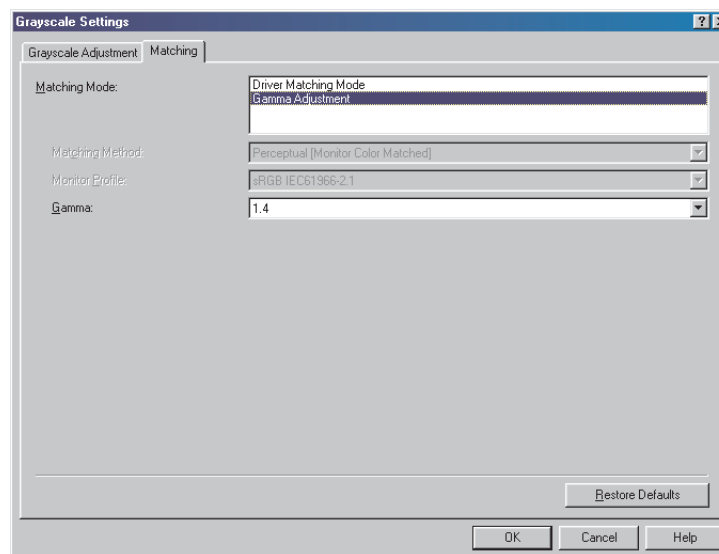 Grayscale Settings
Grayscale Adjustment Matching
Matching Mode:
Driver Matching Mode
Gamma Adjustment
Matching Method: Perceptual [Monitor Color Matched]
Monitor Profile: sRGB IEC61966-2.1
Gamma: 1.4
Restore Defaults
OK Cancel Help